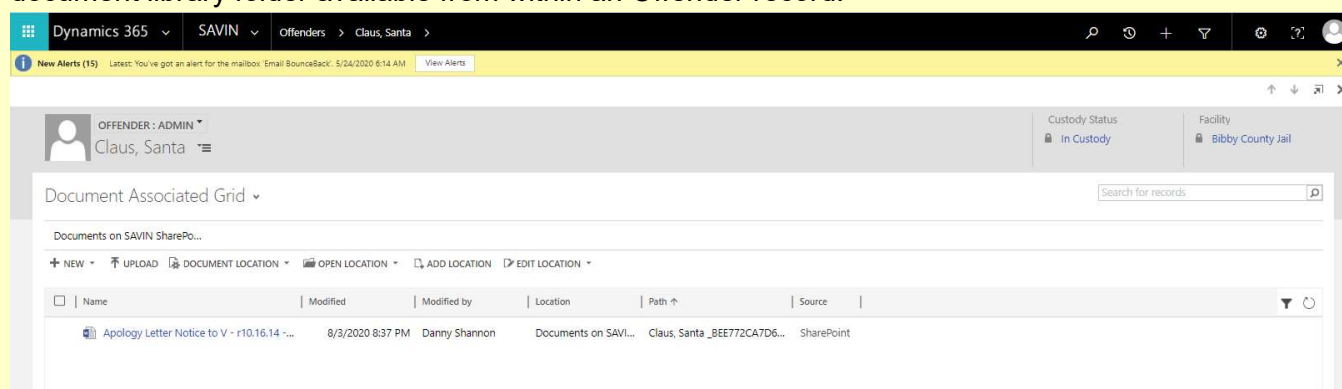 document library folder available from within an Offender record.
Dynamics 365 SAVIN Offenders > Claus, Santa >
New Alerts (15) Latest: You've got an alert for the mailbox 'Email BounceBack'. 5/24/2020 6:14 AM View Alerts
OFFENDER : ADMIN
Claus, Santa
Custody Status
In Custody
Facility
Bibby County Jail
Document Associated Grid
Search for records
Documents on SAVIN SharePo...
+ NEW UPLOAD DOCUMENT LOCATION OPEN LOCATION ADD LOCATION EDIT LOCATION
Name Modified Modified by Location Path ↑ Source
Apology Letter Notice to V - r10.16.14 -... 8/3/2020 8:37 PM Danny Shannon Documents on SAVI... Claus, Santa _BEE772CA7D6... SharePoint